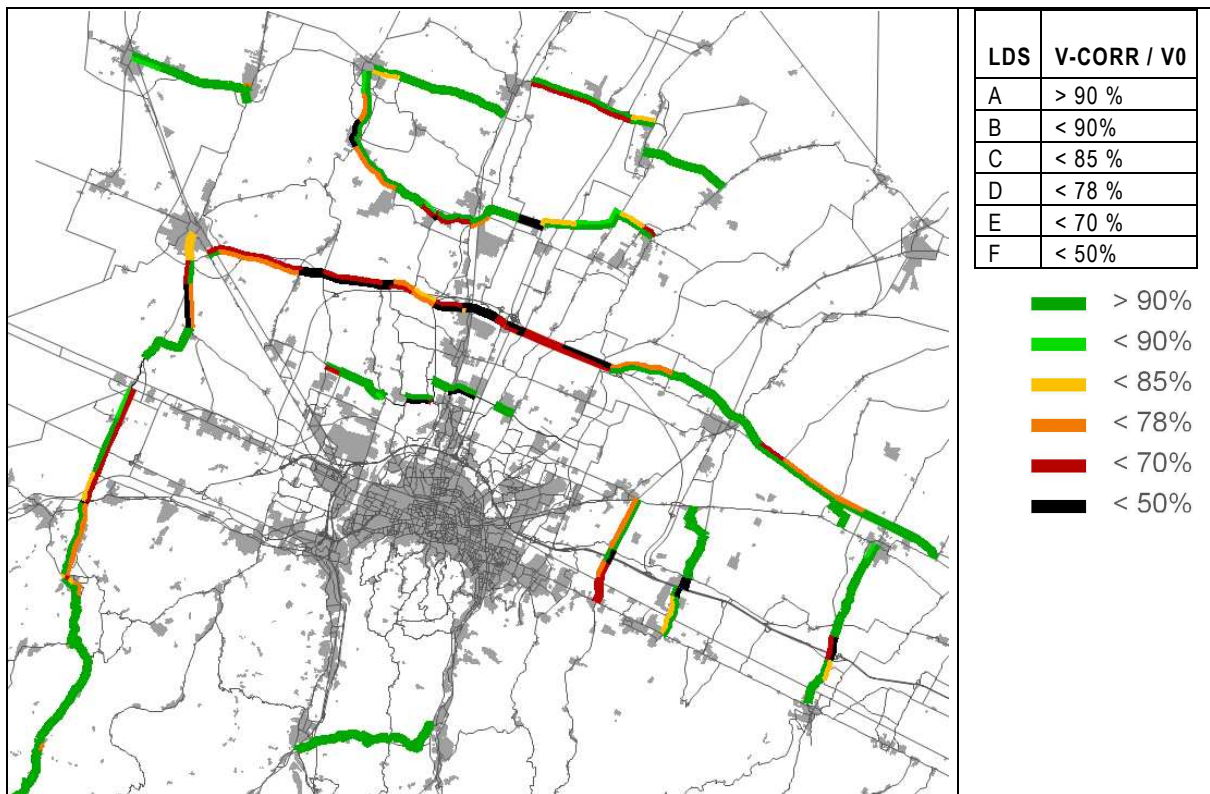 LDS V-CORR / V0
A > 90 %
B < 90%
C < 85 %
D < 78 %
E < 70 %
F < 50%
> 90%
< 90%
< 85%
< 78%
< 70%
< 50%